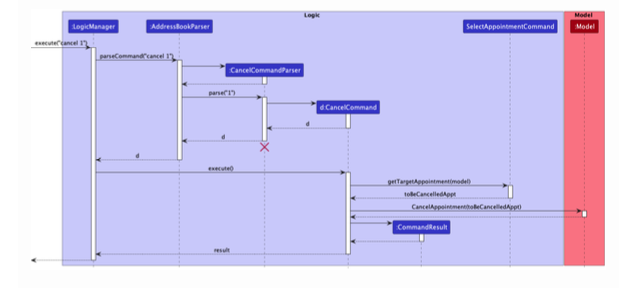 Logic
Model
:LogicManager
:AddressBookParser
SelectAppointmentCommand
:Model
execute("cancel 1")
parseCommand("cancel 1")
:CancelCommandParser
parse("1")
d:CancelCommand
d
d
d
execute()
getTargetAppointment(model)
toBeCancelledAppt
CancelAppointment(toBeCancelledAppt)
:CommandResult
result